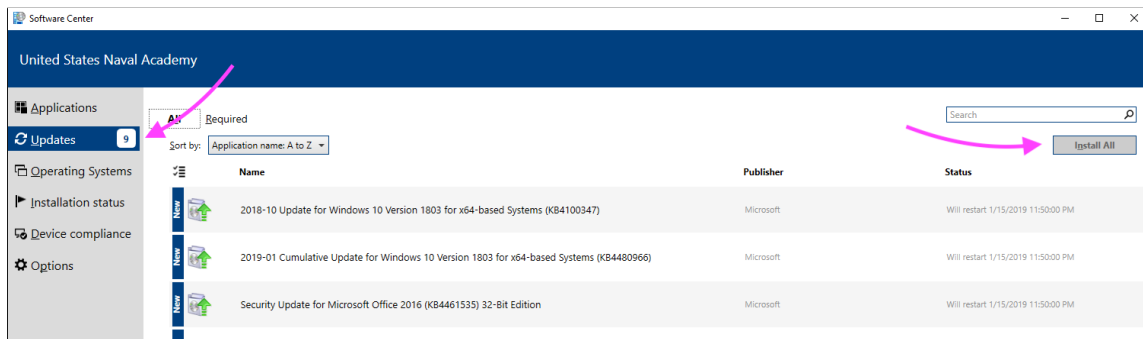 Software Center
United States Naval Academy
Applications
Updates 9
Operating Systems
Installation status
Device compliance
Options
All Required
Search
Sort by: Application name: A to Z
Install All
Name Publisher Status
New 2018-10 Update for Windows 10 Version 1803 for x64-based Systems (KB4100347) Microsoft Will restart 1/15/2019 11:50:00 PM
New 2019-01 Cumulative Update for Windows 10 Version 1803 for x64-based Systems (KB4480966) Microsoft Will restart 1/15/2019 11:50:00 PM
New Security Update for Microsoft Office 2016 (KB4461535) 32-Bit Edition Microsoft Will restart 1/15/2019 11:50:00 PM